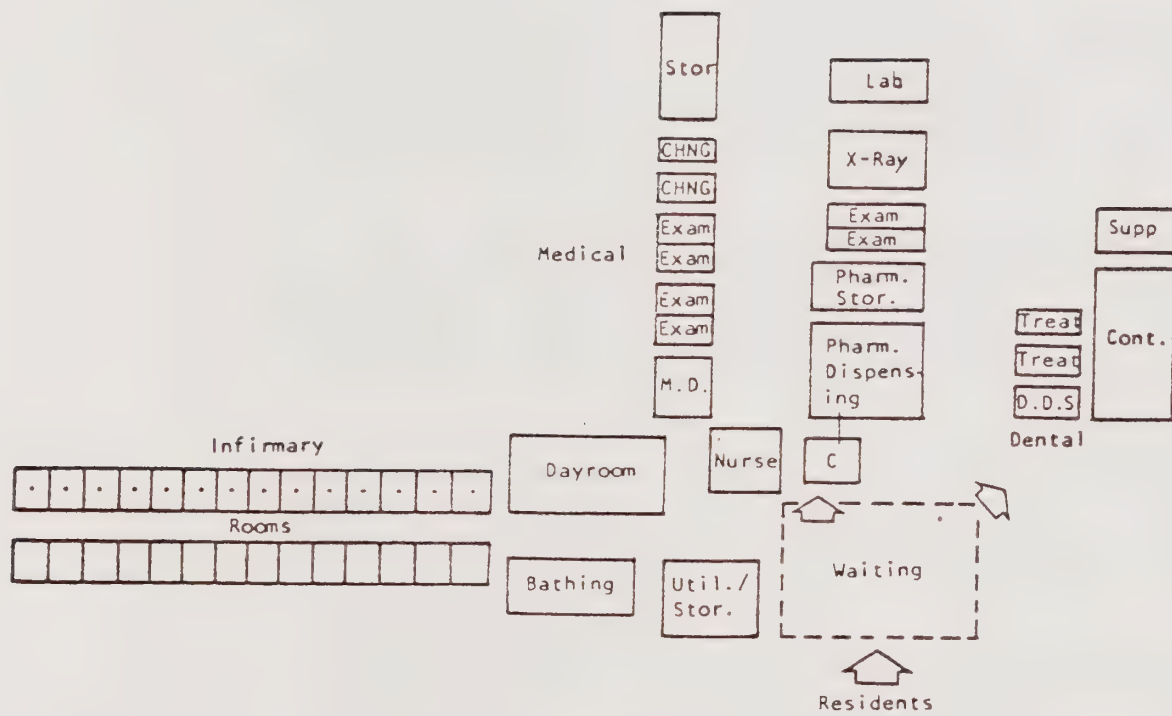 Stor
Lab
CHNG
X-Ray
CHNG
Exam
Exam
Exam
Exam
Supp
Medical
Exam
Pharm.
Stor.
Exam
Exam
Treat
Cont.
Pharm.
Dispens-
ing
Treat
M.D.
D.D.S
Dental
Infirmary
Dayroom
Nurse
C
Rooms
Bathing
Util./
Stor.
Waiting
Residents